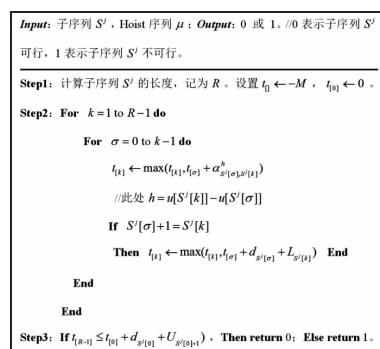 Input: 子序列 S^j，Hoist 序列 μ；Output: 0 或 1。//0 表示子序列 S^j
可行，1 表示子序列 S^j 不可行。
Step1: 计算子序列 S^j 的长度，记为 R 。设置 t_[] ← -M ， t_[0] ← 0 。
Step2: For k=1 to R-1 do
For σ=0 to k-1 do
t_[k] ← max(t_[k], t_[σ] + α^h_{S^j[σ],S^j[k]})
//此处 h=u[S^j[k]]-u[S^j[σ]]
If S^j[σ]+1=S^j[k]
Then t_[k] ← max(t_[k], t_[σ] + d_{S^j[σ]} + L_{S^j[k]}) End
End
End
Step3: If t_[R-1] ≤ t_[0] + d_{S^j[0]} + U_{S^j[0]+1}) , Then return 0; Else return 1。